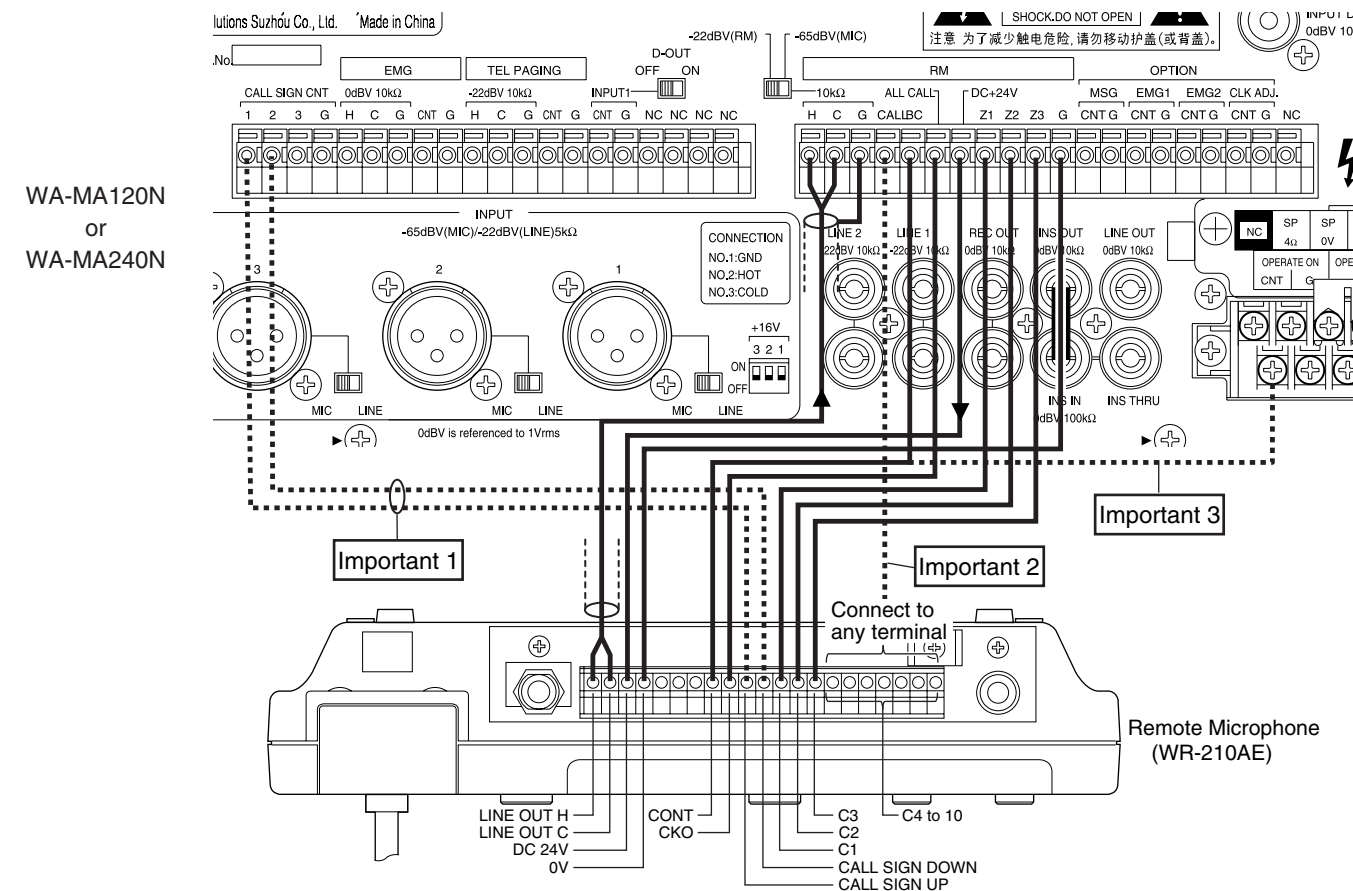 lutions Suzhou Co., Ltd. Made in China
.No.
WA-MA120N
or
WA-MA240N
EMG
TEL PAGING
D-OUT
OFF ON
-22dBV(RM)
-65dBV(MIC)
SHOCK.DO NOT OPEN
注意 为了减少触电危险,请勿移动护盖(或背盖)。
INPUT D
0dBV 10
CALL SIGN CNT
0dBV 10kΩ
-22dBV 10kΩ
INPUT1
1 2 3 G H C G CNT G H C G CNT G CNT G NC NC NC NC
RM
OPTION
10kΩ
ALL CALL
DC+24V
MSG EMG1 EMG2 CLK ADJ.
H C G CALL BC Z1 Z2 Z3 G CNT G CNT G CNT G CNT G NC
INPUT
-65dBV(MIC)/-22dBV(LINE)5kΩ
3
2
1
CONNECTION
NO.1:GND
NO.2:HOT
NO.3:COLD
+16V
3 2 1
ON
OFF
MIC LINE
MIC LINE
MIC LINE
0dBV is referenced to 1Vrms
LINE 2
-22dBV 10kΩ
LINE 1
-22dBV 10kΩ
REC OUT
0dBV 10kΩ
INS OUT
0dBV 10kΩ
LINE OUT
0dBV 10kΩ
INS IN
0dBV 100kΩ
INS THRU
NC
SP
4Ω
SP
0V
OPERATE ON
OPE
CNT
G
Important 1
Important 2
Important 3
Connect to
any terminal
Remote Microphone
(WR-210AE)
LINE OUT H
LINE OUT C
DC 24V
0V
CONT
CKO
C3
C2
C1
CALL SIGN DOWN
CALL SIGN UP
C4 to 10